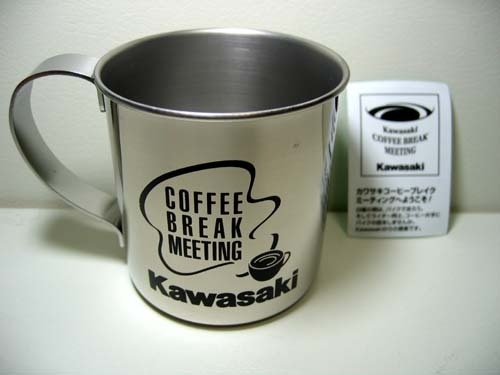 COFFEE
BREAK
MEETING
Kawasaki
Kawasaki
COFFEE BREAK
MEETING
Kawasaki
カワサキコーヒーブレイク
ミーティングへようこそ!